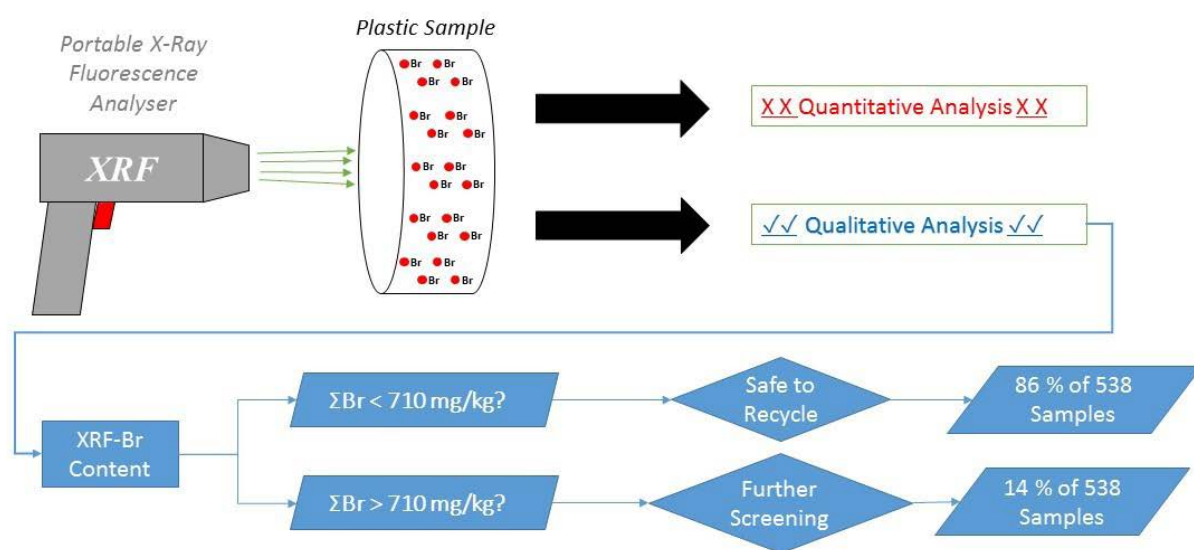 Portable X-Ray
Fluorescence
Analyser
XRF
Plastic Sample
Br Br
Br Br
Br Br
Br Br
Br Br
Br Br
Br Br
Br Br
Br Br
Br Br
X X Quantitative Analysis X X
✓✓ Qualitative Analysis ✓✓
XRF-Br
Content
ΣBr < 710 mg/kg?
Safe to
Recycle
86 % of 538
Samples
ΣBr > 710 mg/kg?
Further
Screening
14 % of 538
Samples